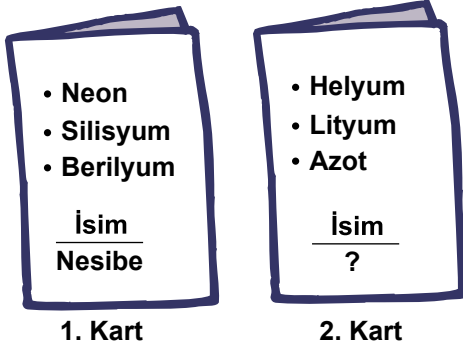 • Neon
• Silisyum
• Berilyum
İsim
Nesibe
1. Kart
• Helyum
• Lityum
• Azot
İsim
?
2. Kart